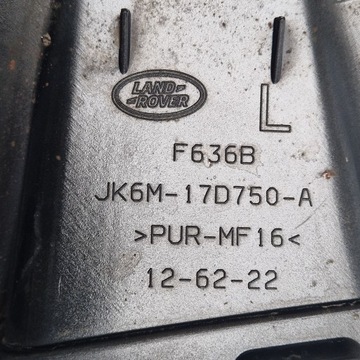 LAND
ROVER
L
F636B
JK6M-17D750-A
>PUR-MF16<
12-62-22